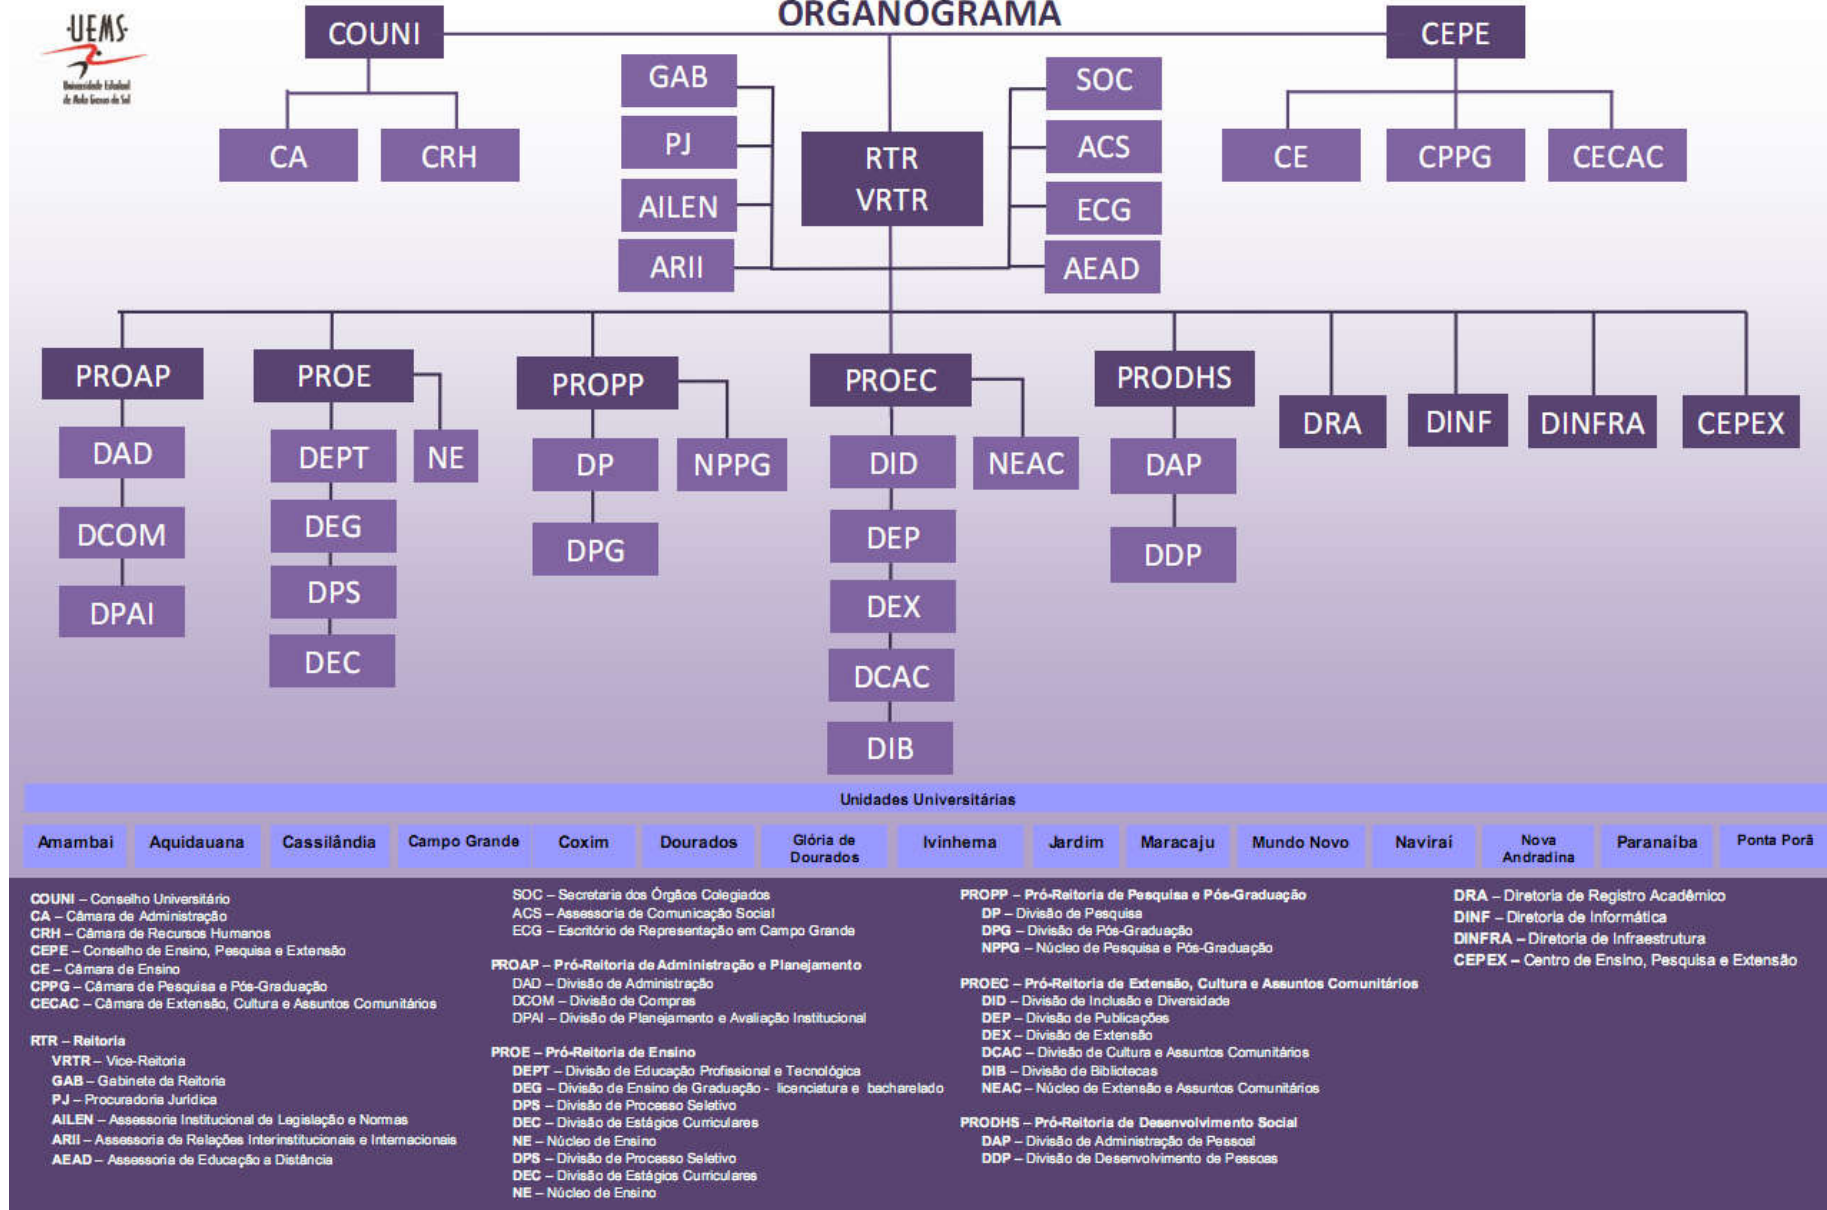 ORGANOGRAMA
UEMS
Universidade Estadual
de Mato Grosso do Sul
COUNI
CEPE
GAB
SOC
CA
CRH
PJ
RTR
VRTR
ACS
CE
CPPG
CECAC
AILEN
ECG
ARII
AEAD
PROAP
PROE
PROPP
PROEC
PRODHS
DRA
DINF
DINFRA
CEPEX
DAD
DEPT
NE
DP
NPPG
DID
NEAC
DAP
DCOM
DEG
DPG
DEP
DDP
DPAI
DPS
DEX
DEC
DCAC
DIB
Unidades Universitárias
Amambai
Aquidauana
Cassilândia
Campo Grande
Coxim
Dourados
Glória de
Dourados
Ivinhema
Jardim
Maracaju
Mundo Novo
Naviraí
Nova
Andradina
Paranaíba
Ponta Porã
COUNI – Conselho Universitário
CA – Câmara de Administração
CRH – Câmara de Recursos Humanos
CEPE – Conselho de Ensino, Pesquisa e Extensão
CE – Câmara de Ensino
CPPG – Câmara de Pesquisa e Pós-Graduação
CECAC – Câmara de Extensão, Cultura e Assuntos Comunitários
RTR – Reitoria
VRTR – Vice-Reitoria
GAB – Gabinete da Reitoria
PJ – Procuradoria Jurídica
AILEN – Assessoria Institucional de Legislação e Normas
ARII – Assessoria de Relações Interinstitucionais e Internacionais
AEAD – Assessoria de Educação a Distância
SOC – Secretaria dos Órgãos Colegiados
ACS – Assessoria de Comunicação Social
ECG – Escritório de Representação em Campo Grande
PROAP – Pró-Reitoria de Administração e Planejamento
DAD – Divisão de Administração
DCOM – Divisão de Compras
DPAI – Divisão de Planejamento e Avaliação Institucional
PROE – Pró-Reitoria de Ensino
DEPT – Divisão de Educação Profissional e Tecnológica
DEG – Divisão de Ensino de Graduação - licenciatura e bacharelado
DPS – Divisão de Processo Seletivo
DEC – Divisão de Estágios Curriculares
NE – Núcleo de Ensino
DPS – Divisão de Processo Seletivo
DEC – Divisão de Estágios Curriculares
NE – Núcleo de Ensino
PROPP – Pró-Reitoria de Pesquisa e Pós-Graduação
DP – Divisão de Pesquisa
DPG – Divisão de Pós-Graduação
NPPG – Núcleo de Pesquisa e Pós-Graduação
PROEC – Pró-Reitoria de Extensão, Cultura e Assuntos Comunitários
DID – Divisão de Inclusão e Diversidade
DEP – Divisão de Publicações
DEX – Divisão de Extensão
DCAC – Divisão de Cultura e Assuntos Comunitários
DIB – Divisão de Bibliotecas
NEAC – Núcleo de Extensão e Assuntos Comunitários
PRODHS – Pró-Reitoria de Desenvolvimento Social
DAP – Divisão de Administração de Pessoal
DDP – Divisão de Desenvolvimento de Pessoas
DRA – Diretoria de Registro Acadêmico
DINF – Diretoria de Informática
DINFRA – Diretoria de Infraestrutura
CEPEX – Centro de Ensino, Pesquisa e Extensão